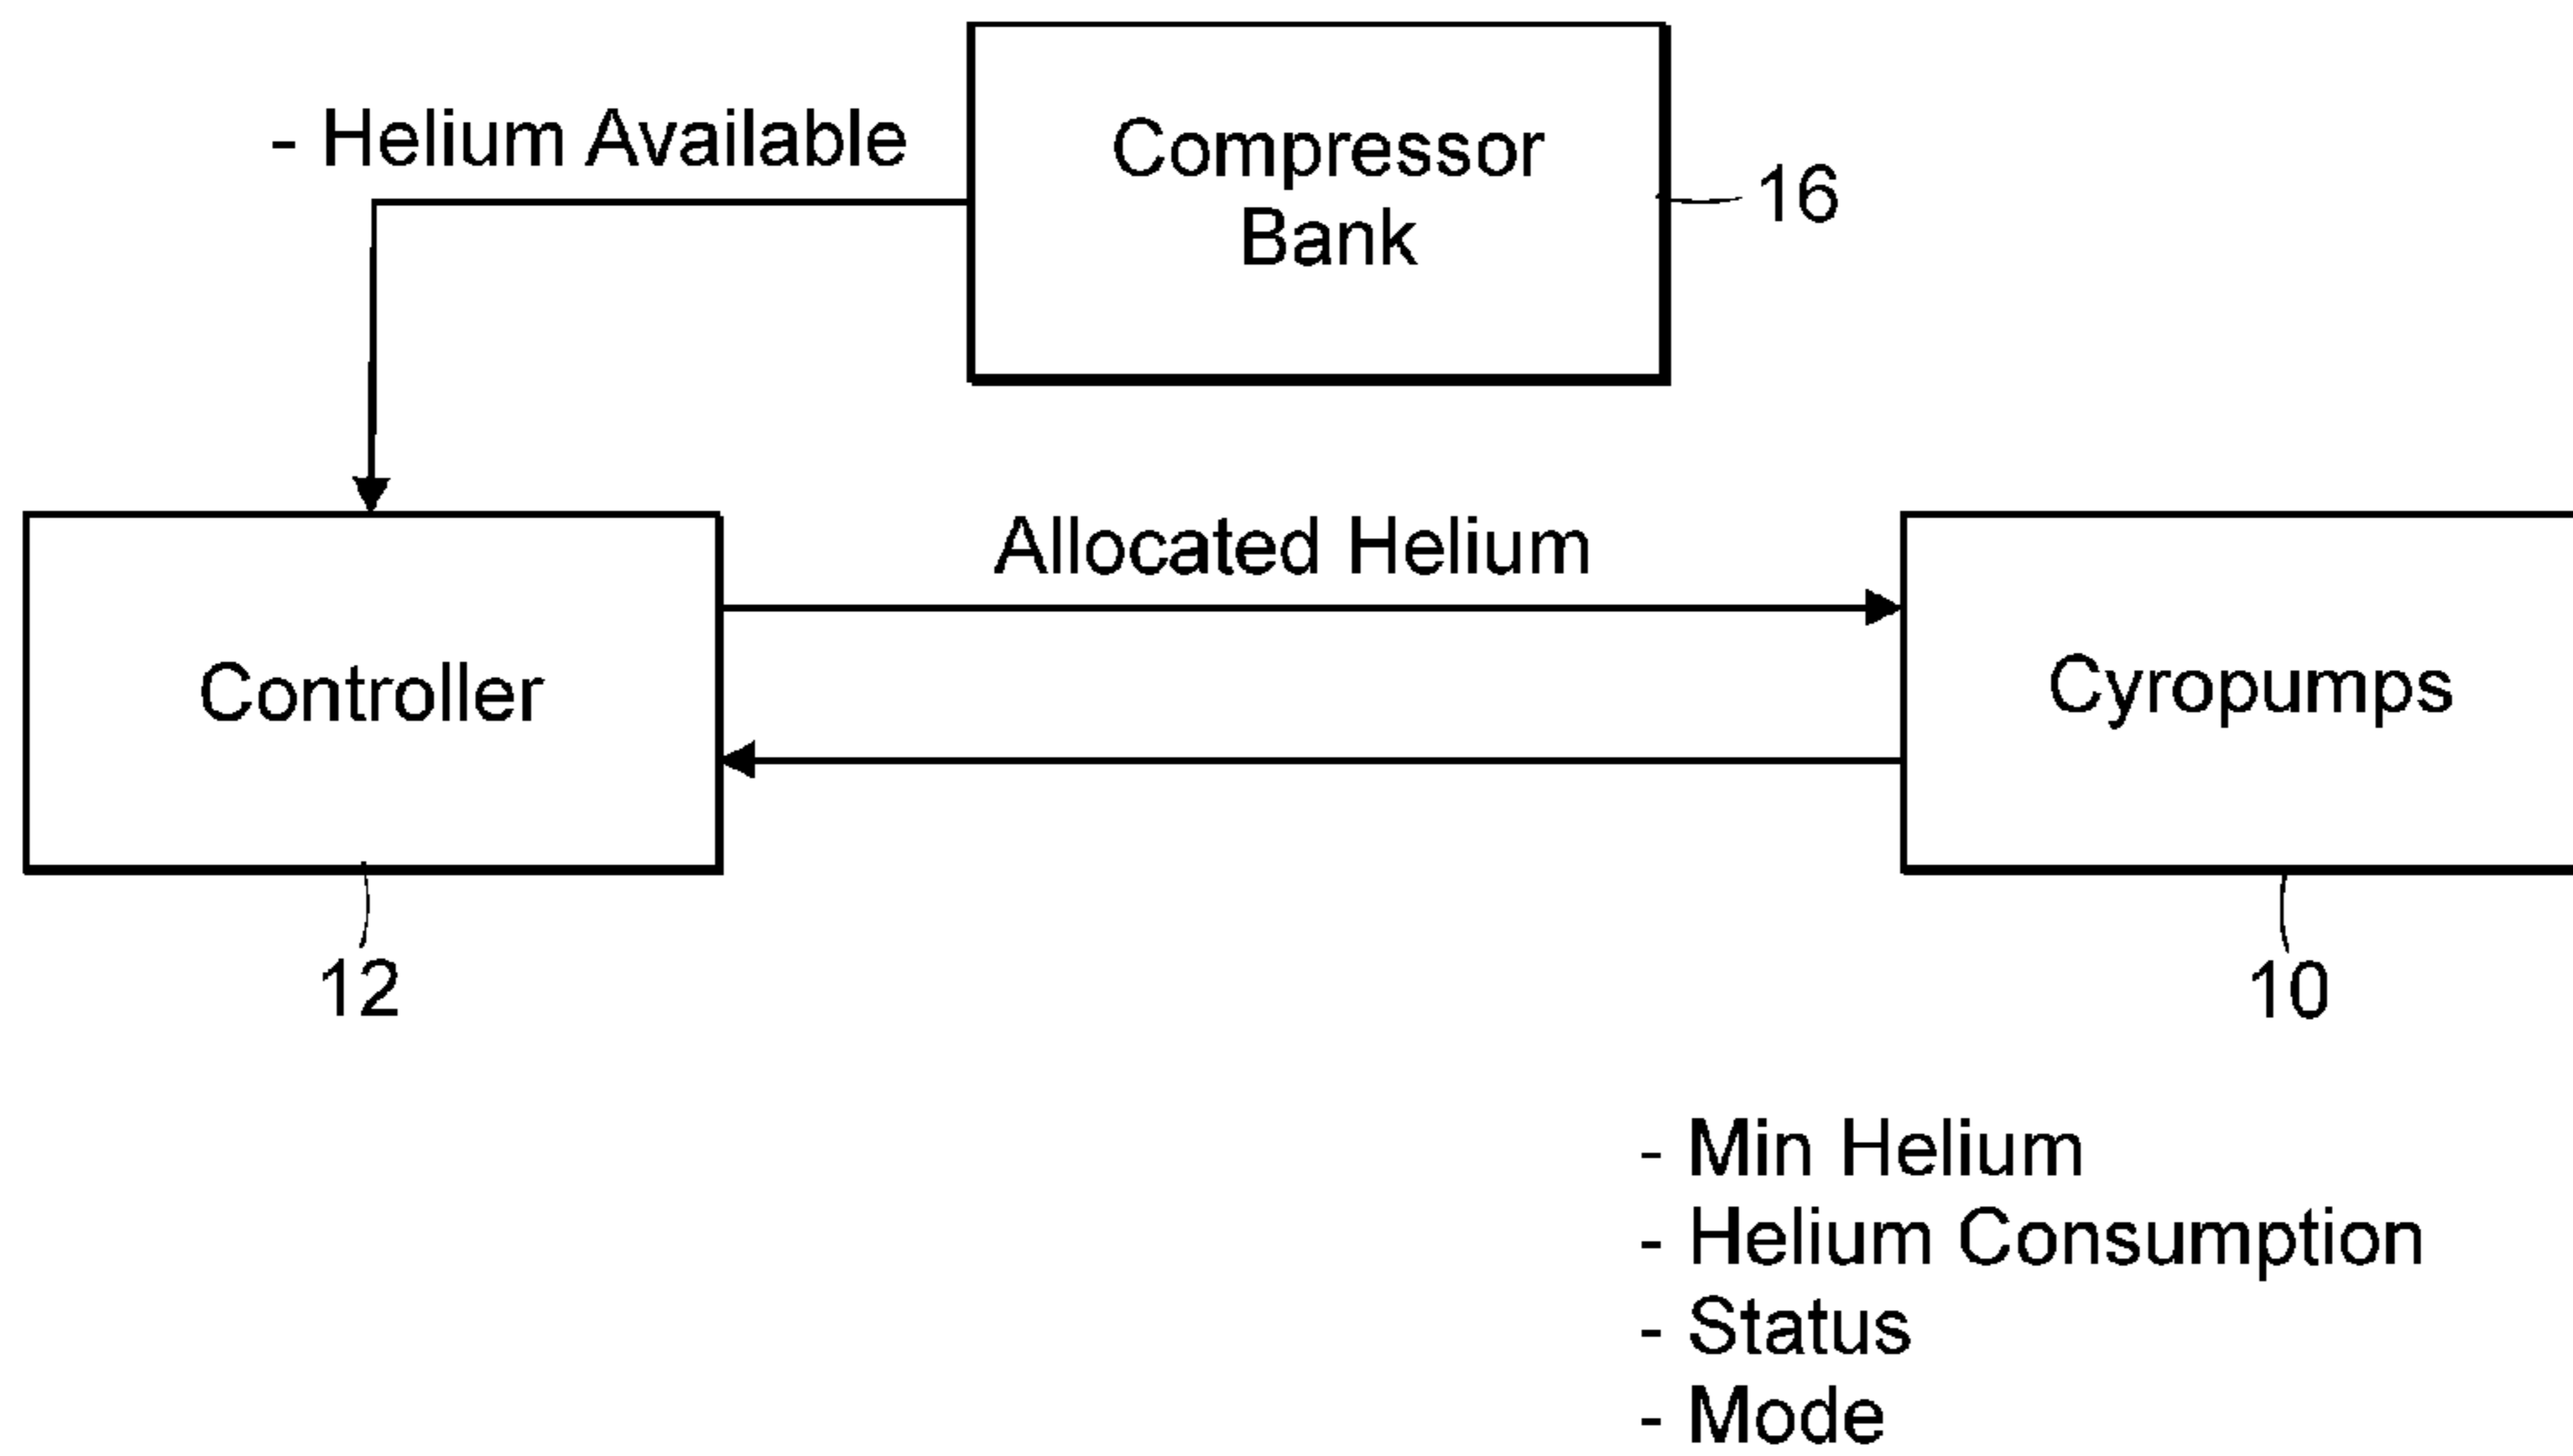 - Helium Available
Compressor
Bank
16
Allocated Helium
Controller
Cyropumps
12
10
- Min Helium
- Helium Consumption
- Status
- Mode